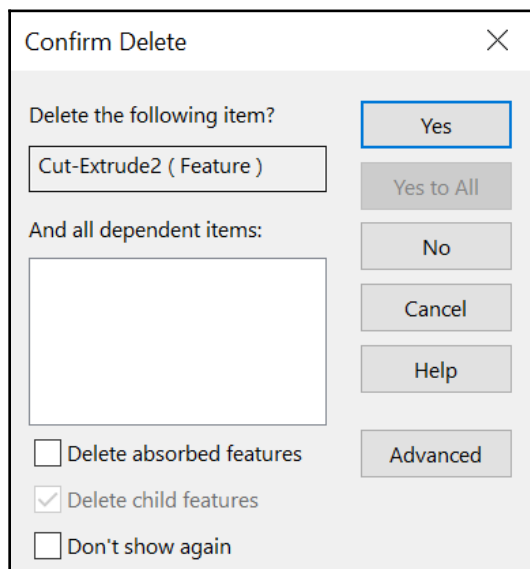 Confirm Delete
Delete the following item?
Yes
Cut-Extrude2 ( Feature )
Yes to All
And all dependent items:
No
Cancel
Help
Delete absorbed features
Advanced
Delete child features
Don't show again